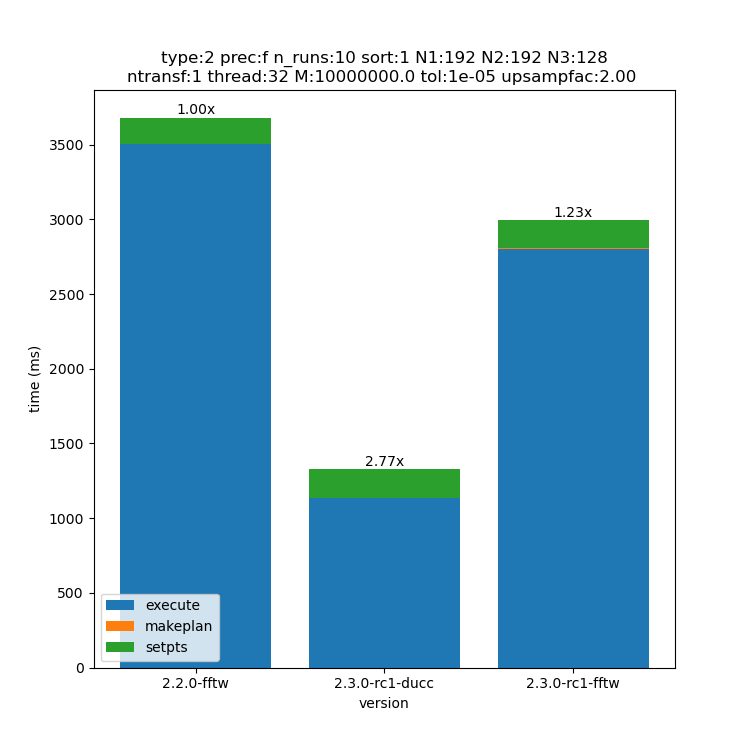 type:2 prec:f n_runs:10 sort:1 N1:192 N2:192 N3:128
ntransf:1 thread:32 M:10000000.0 tol:1e-05 upsampfac:2.00
1.00x
3500
1.23x
3000
2500
time (ms)
2000
2.77x
1500
1000
500
execute
makeplan
setpts
0
2.2.0-fftw
2.3.0-rc1-ducc
2.3.0-rc1-fftw
version